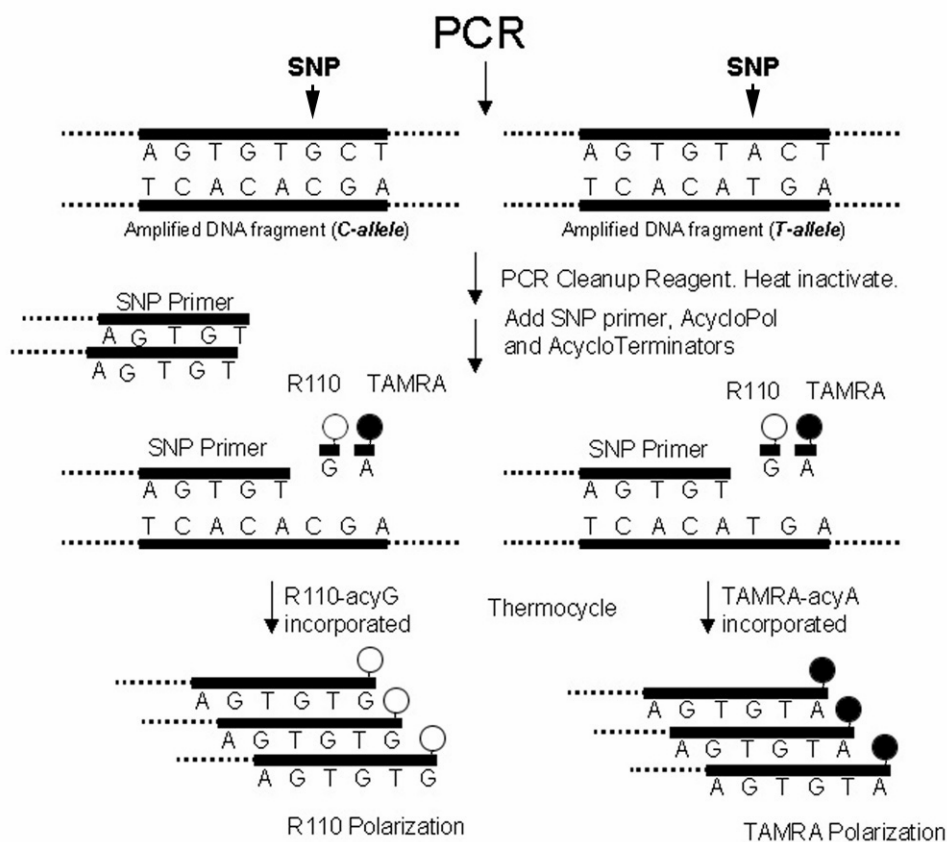 PCR
SNP SNP
A G T G T G C T A G T G T A C T
T C A C A C G A T C A C A T G A
Amplified DNA fragment (C-allele) Amplified DNA fragment (T-allele)
PCR Cleanup Reagent. Heat inactivate.
SNP Primer
Add SNP primer, AcycloPol
and AcycloTerminators
A G T G T
A G T G T
R110 TAMRA R110 TAMRA
SNP Primer SNP Primer
G A G A
A G T G T A G T G T
T C A C A C G A T C A C A T G A
R110-acyG
incorporated
Thermocycle
TAMRA-acyA
incorporated
A G T G T G A G T G T A
A G T G T G A G T G T A
A G T G T G A G T G T A
R110 Polarization TAMRA Polarization